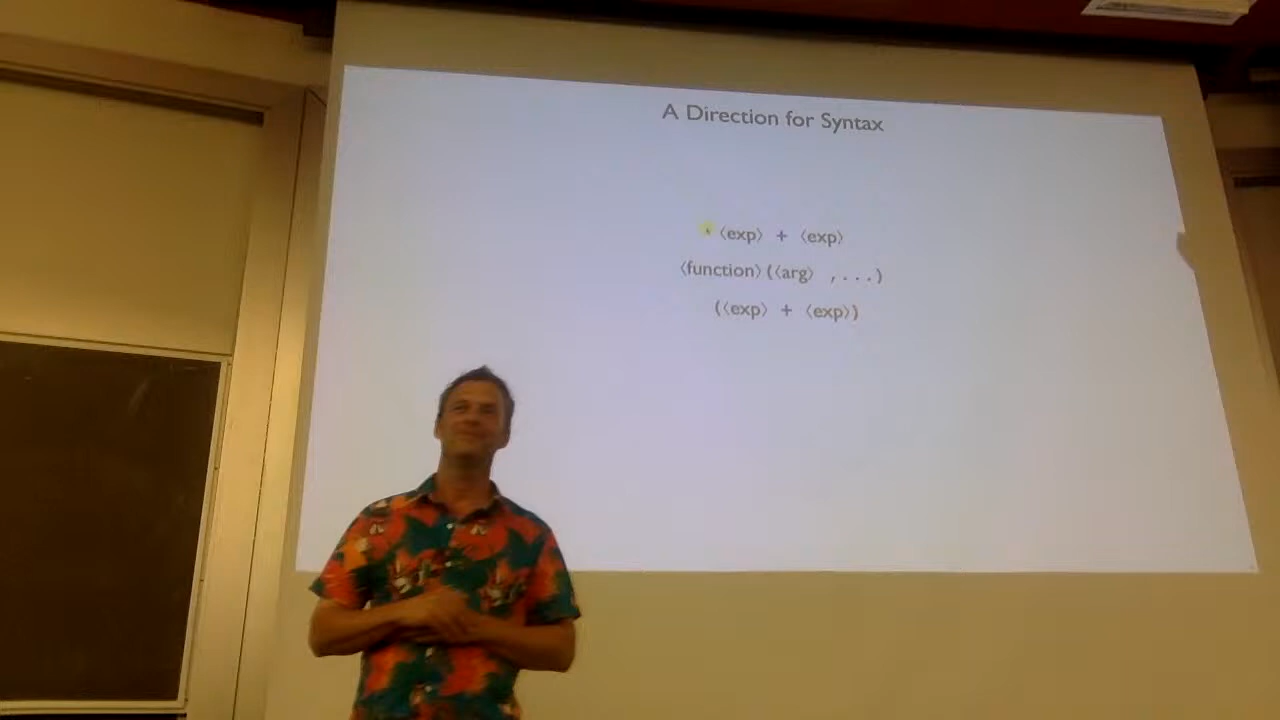 A Direction for Syntax
⟨exp⟩ + ⟨exp⟩
⟨function⟩(⟨arg⟩ ,...)
(⟨exp⟩ + ⟨exp⟩)